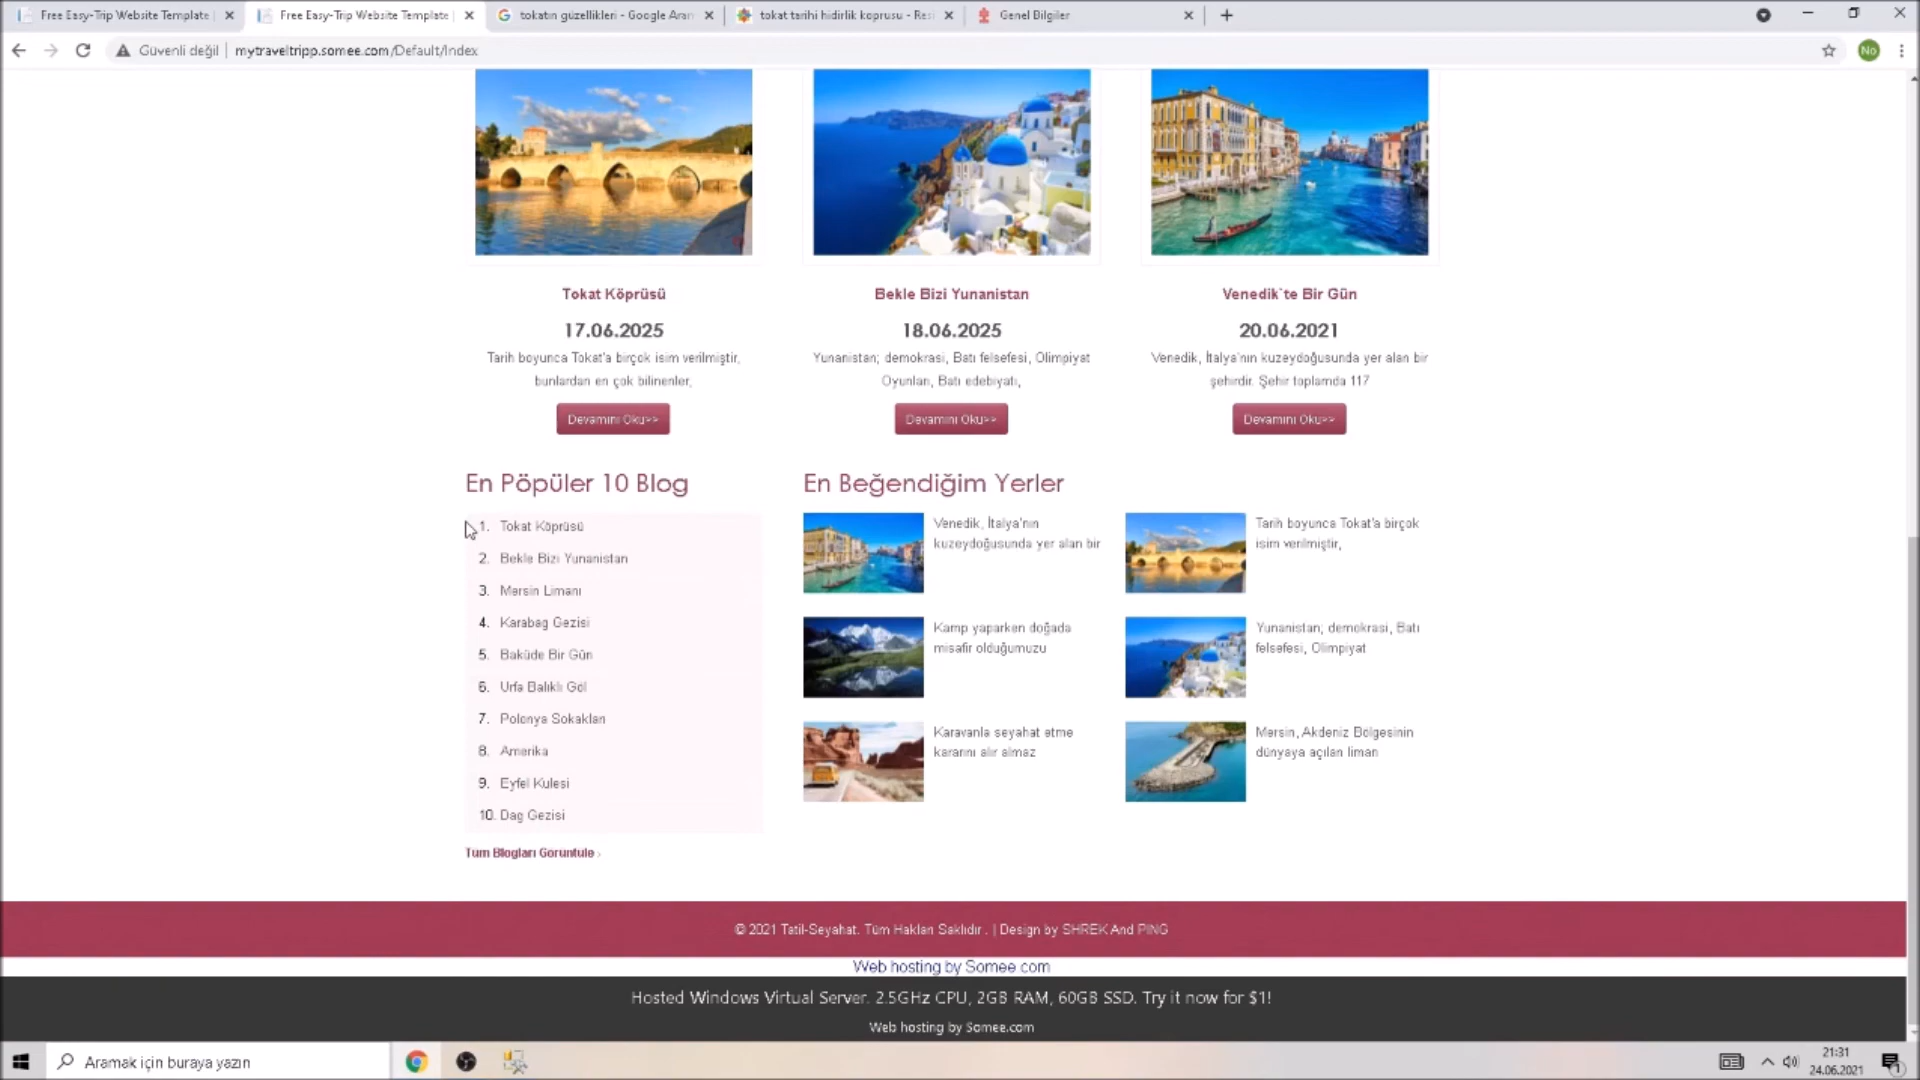 Free Easy-Trip Website Template
Free Easy-Trip Website Template
tokatın güzellikleri - Google Aran
tokat tarihi hidirlik koprusu - Resi
Genel Bilgiler
Güvenli değil
mytraveltripp.somee.com/Default/Index
No
Tokat Köprüsü
Bekle Bizi Yunanistan
Venedik`te Bir Gün
17.06.2025
18.06.2025
20.06.2021
Tarih boyunca Tokat'a birçok isim verilmiştir,
bunlardan en çok bilinenler,
Yunanistan; demokrasi, Batı felsefesi, Olimpiyat
Oyunları, Batı edebiyatı,
Venedik, İtalya'nın kuzeydoğusunda yer alan bir
şehirdir. Şehir toplamda 117
Devamını Oku>>
Devamını Oku>>
Devamını Oku>>
En Pöpüler 10 Blog
1. Tokat Köprüsü
2. Bekle Bizi Yunanistan
3. Mersin Limanı
4. Karabag Gezisi
5. Baküde Bir Gün
6. Urfa Balıklı Göl
7. Polonya Sokakları
8. Amerika
9. Eyfel Kulesi
10. Dag Gezisi
Tüm Blogları Görüntüle ›
En Beğendiğim Yerler
Venedik, İtalya'nın
kuzeydoğusunda yer alan bir
Tarih boyunca Tokat'a birçok
isim verilmiştir,
Kamp yaparken doğada
misafir olduğumuzu
Yunanistan; demokrasi, Batı
felsefesi, Olimpiyat
Karavanla seyahat etme
kararını alır almaz
Mersin, Akdeniz Bölgesinin
dünyaya açılan liman
© 2021 Tatil-Seyahat. Tüm Hakları Saklıdır . | Design by SHREK And PING
Web hosting by Somee.com
Hosted Windows Virtual Server. 2.5GHz CPU, 2GB RAM, 60GB SSD. Try it now for $1!
Web hosting by Somee.com
Aramak için buraya yazın
21:31
24.06.2021
1